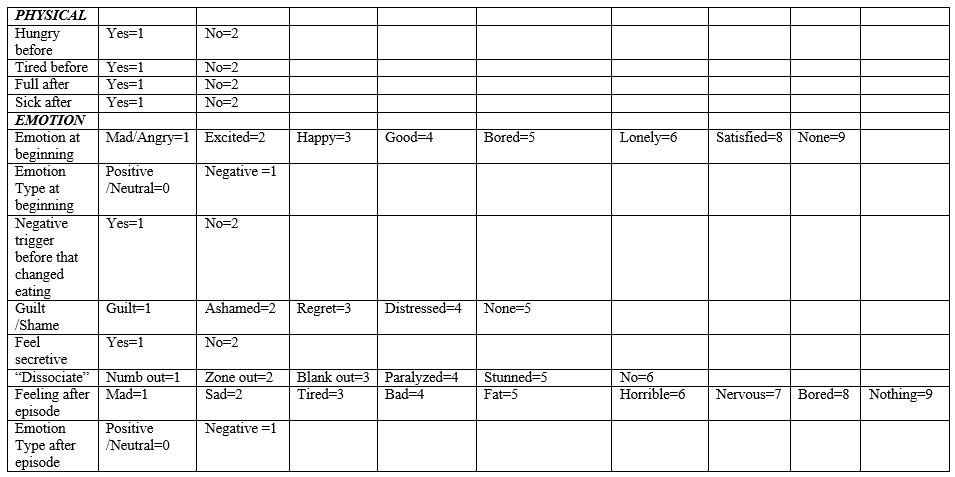 PHYSICAL
Hungry before Yes=1 No=2
Tired before Yes=1 No=2
Full after Yes=1 No=2
Sick after Yes=1 No=2
EMOTION
Emotion at beginning Mad/Angry=1 Excited=2 Happy=3 Good=4 Bored=5 Lonely=6 Satisfied=8 None=9
Emotion Type at beginning Positive /Neutral=0 Negative =1
Negative trigger before that changed eating Yes=1 No=2
Guilt /Shame Guilt=1 Ashamed=2 Regret=3 Distressed=4 None=5
Feel secretive Yes=1 No=2
“Dissociate” Numb out=1 Zone out=2 Blank out=3 Paralyzed=4 Stunned=5 No=6
Feeling after episode Mad=1 Sad=2 Tired=3 Bad=4 Fat=5 Horrible=6 Nervous=7 Bored=8 Nothing=9
Emotion Type after episode Positive /Neutral=0 Negative =1